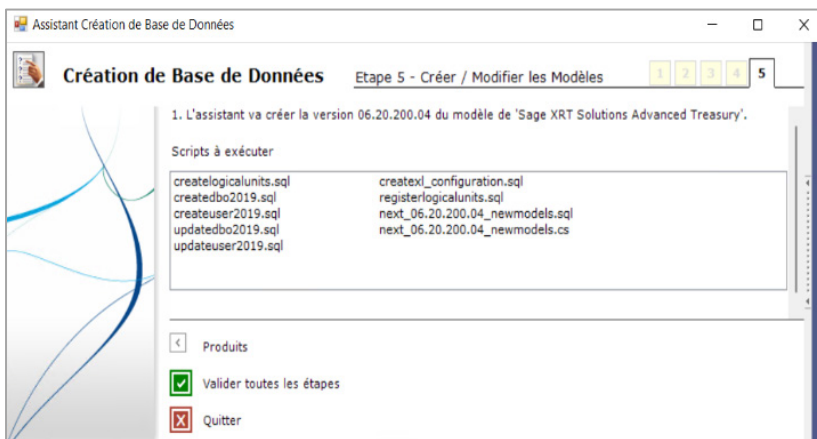 Assistant Création de Base de Données
Création de Base de Données
Etape 5 - Créer / Modifier les Modèles
1 2 3 4 5
1. L'assistant va créer la version 06.20.200.04 du modèle de 'Sage XRT Solutions Advanced Treasury'.
Scripts à exécuter
createlogicalunits.sql
createdbo2019.sql
createuser2019.sql
updatedbo2019.sql
updateuser2019.sql
createxl_configuration.sql
registerlogicalunits.sql
next_06.20.200.04_newmodels.sql
next_06.20.200.04_newmodels.cs
Produits
Valider toutes les étapes
Quitter